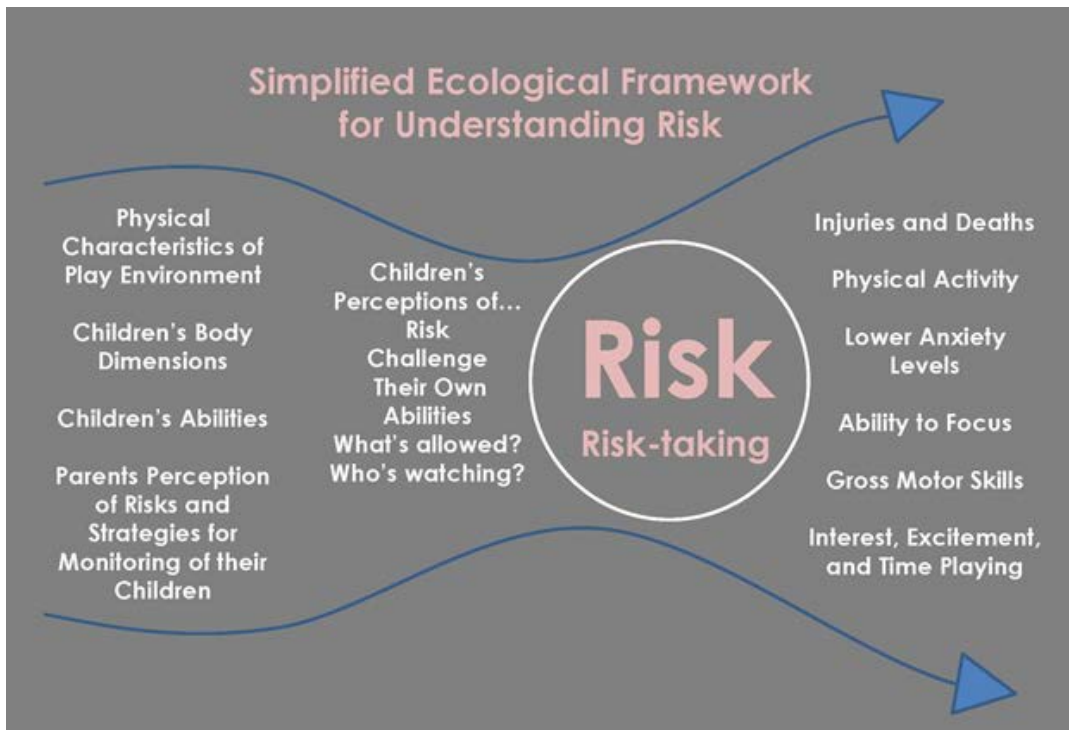 Simplified Ecological Framework
for Understanding Risk
Physical
Characteristics of
Play Environment
Children's Body
Dimensions
Children's Abilities
Parents Perception
of Risks and
Strategies for
Monitoring of their
Children
Children's
Perceptions of...
Risk
Challenge
Their Own
Abilities
What's allowed?
Who's watching?
Risk
Risk-taking
Injuries and Deaths
Physical Activity
Lower Anxiety
Levels
Ability to Focus
Gross Motor Skills
Interest, Excitement,
and Time Playing